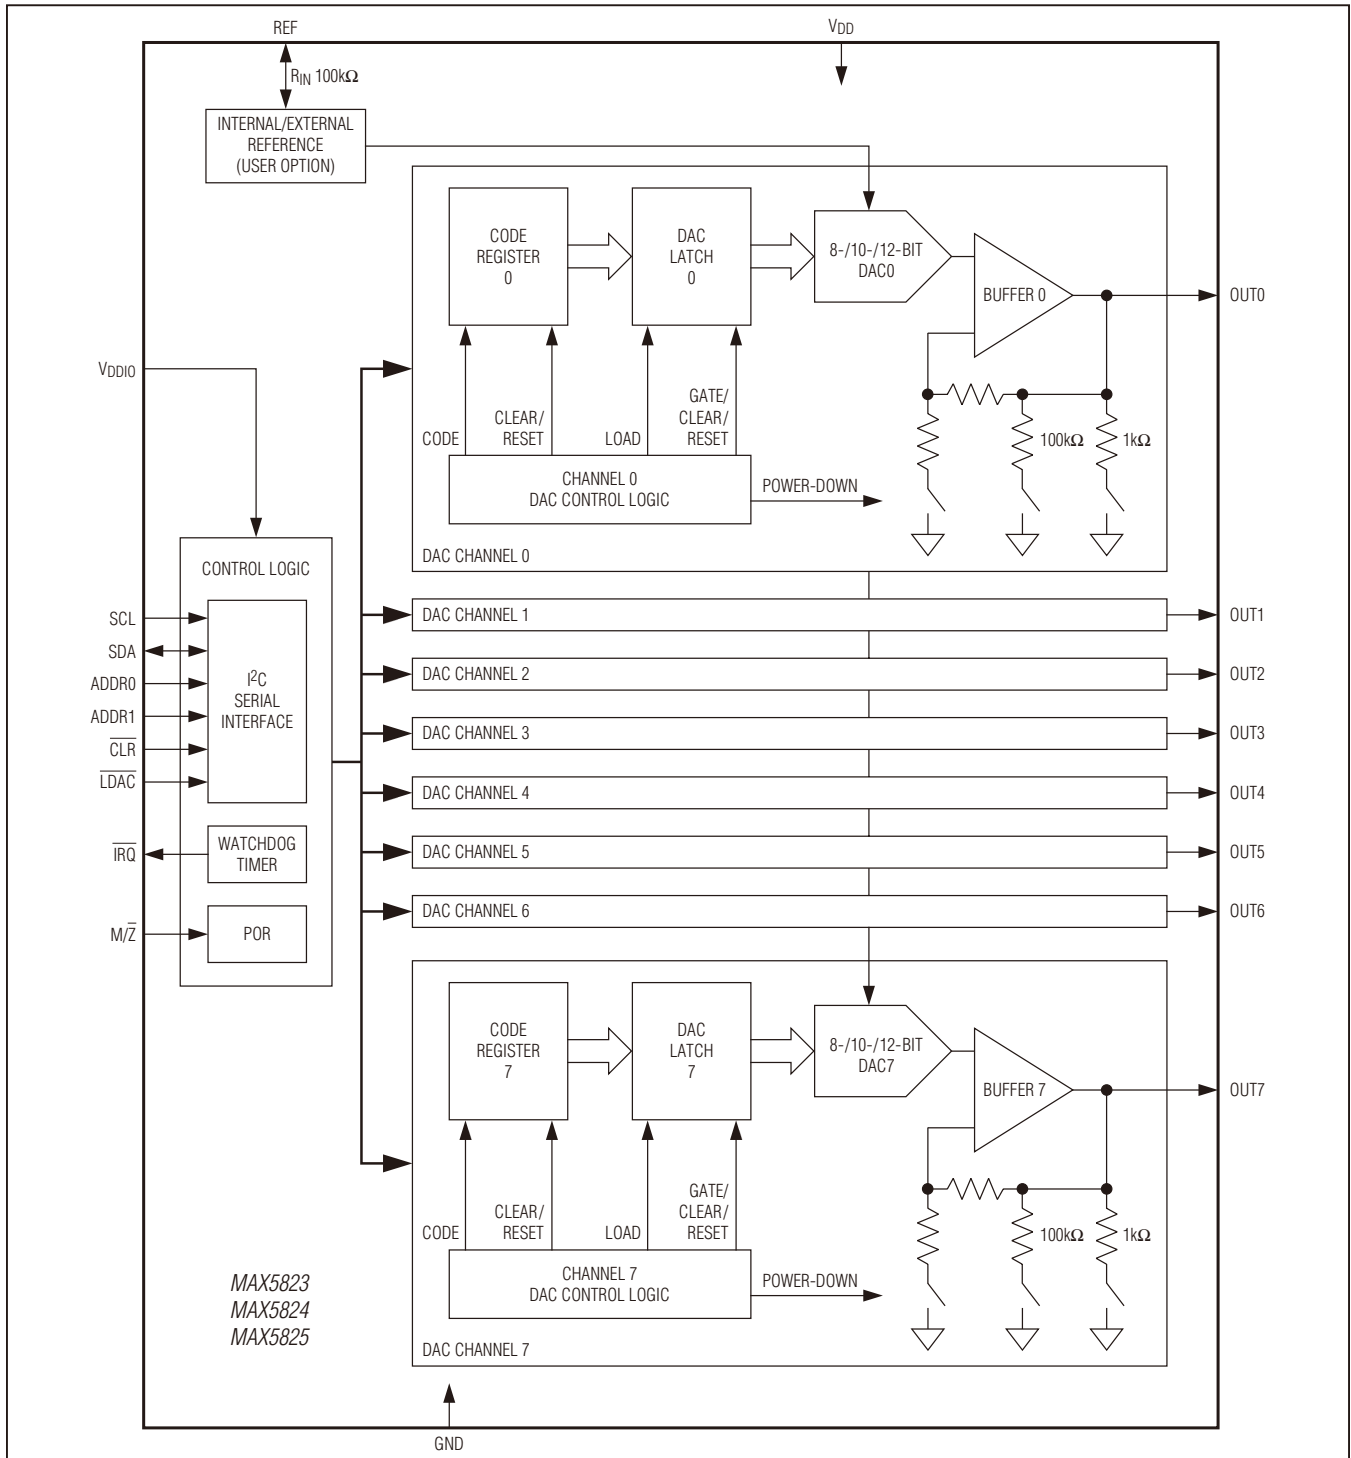 REF
VDD
RIN 100kΩ
INTERNAL/EXTERNAL
REFERENCE
(USER OPTION)
CODE
REGISTER
0
DAC
LATCH
0
8-/10-/12-BIT
DAC0
BUFFER 0
OUT0
VDDIO
CODE
CLEAR/
RESET
LOAD
GATE/
CLEAR/
RESET
100kΩ
1kΩ
CHANNEL 0
DAC CONTROL LOGIC
POWER-DOWN
DAC CHANNEL 0
CONTROL LOGIC
SCL
SDA
ADDR0
ADDR1
C̅L̅R̅
L̅D̅A̅C̅
I²C
SERIAL
INTERFACE
I̅R̅Q̅
WATCHDOG
TIMER
M/Z̅
POR
DAC CHANNEL 1
OUT1
DAC CHANNEL 2
OUT2
DAC CHANNEL 3
OUT3
DAC CHANNEL 4
OUT4
DAC CHANNEL 5
OUT5
DAC CHANNEL 6
OUT6
CODE
REGISTER
7
DAC
LATCH
7
8-/10-/12-BIT
DAC7
BUFFER 7
OUT7
CODE
CLEAR/
RESET
LOAD
GATE/
CLEAR/
RESET
100kΩ
1kΩ
CHANNEL 7
DAC CONTROL LOGIC
POWER-DOWN
DAC CHANNEL 7
MAX5823
MAX5824
MAX5825
GND